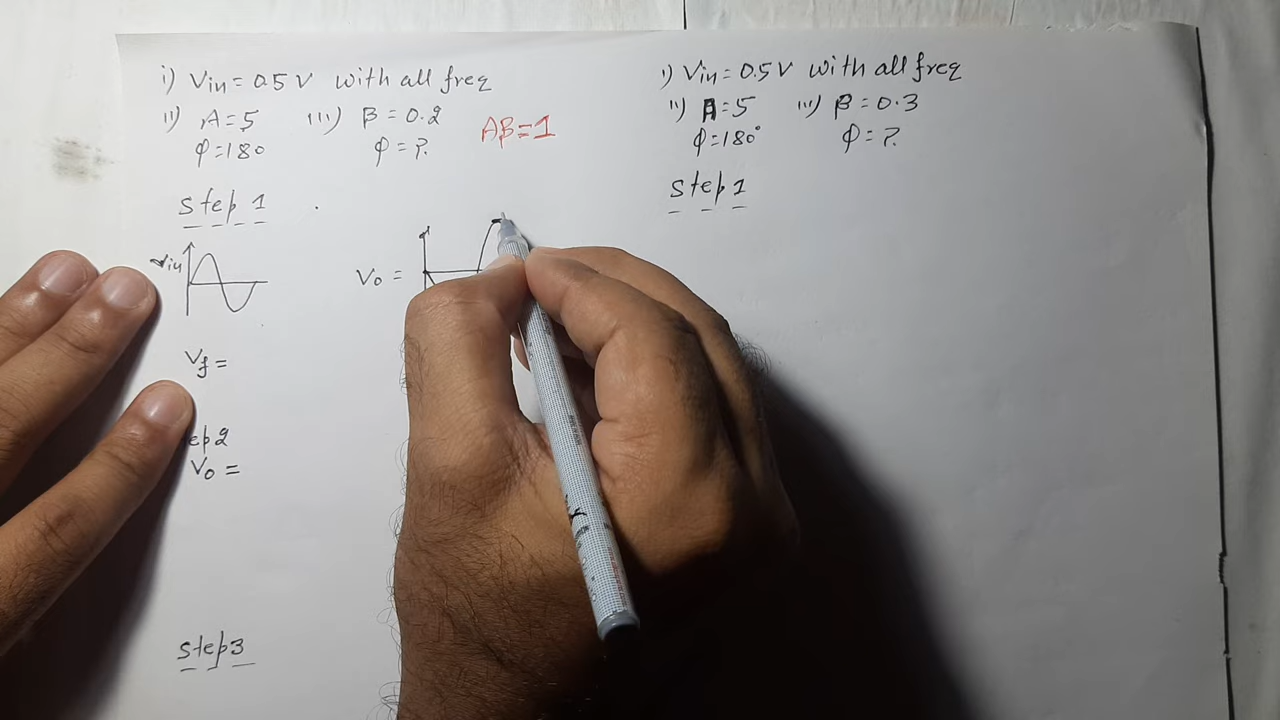 i) Vin = 0.5 V with all freq
ii) A = 5 iii) β = 0.2 Aβ = 1
φ = 180 φ = ?
Step 1
Vin
Vo =
Vf =
ep 2
Vo =
Step 3
i) Vin = 0.5 V with all freq
ii) A = 5 iii) β = 0.3
φ = 180° φ = ?
Step 1